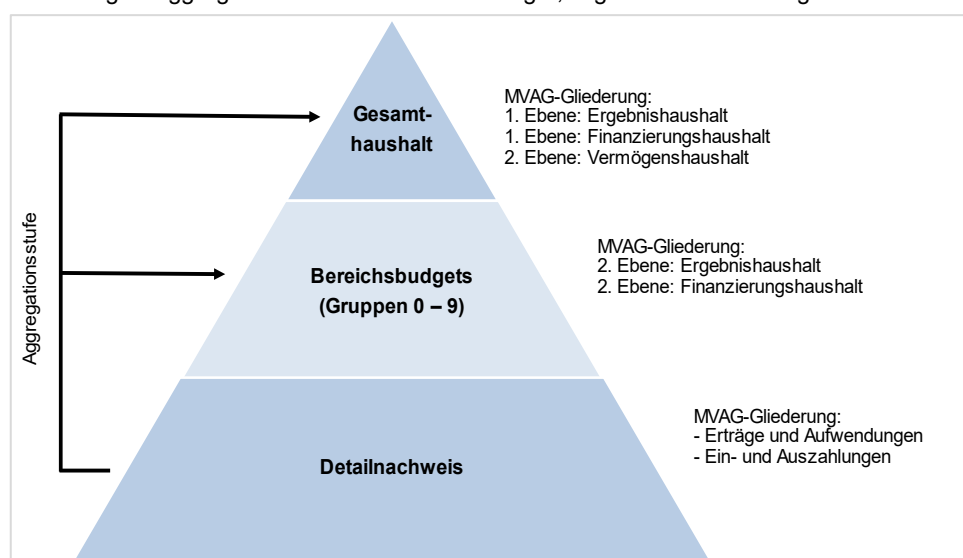 Gesamt-
haushalt
MVAG-Gliederung:
1. Ebene: Ergebnishaushalt
1. Ebene: Finanzierungshaushalt
2. Ebene: Vermögenshaushalt
Aggregationsstufe
Bereichsbudgets
(Gruppen 0 – 9)
MVAG-Gliederung:
2. Ebene: Ergebnishaushalt
2. Ebene: Finanzierungshaushalt
Detailnachweis
MVAG-Gliederung:
- Erträge und Aufwendungen
- Ein- und Auszahlungen